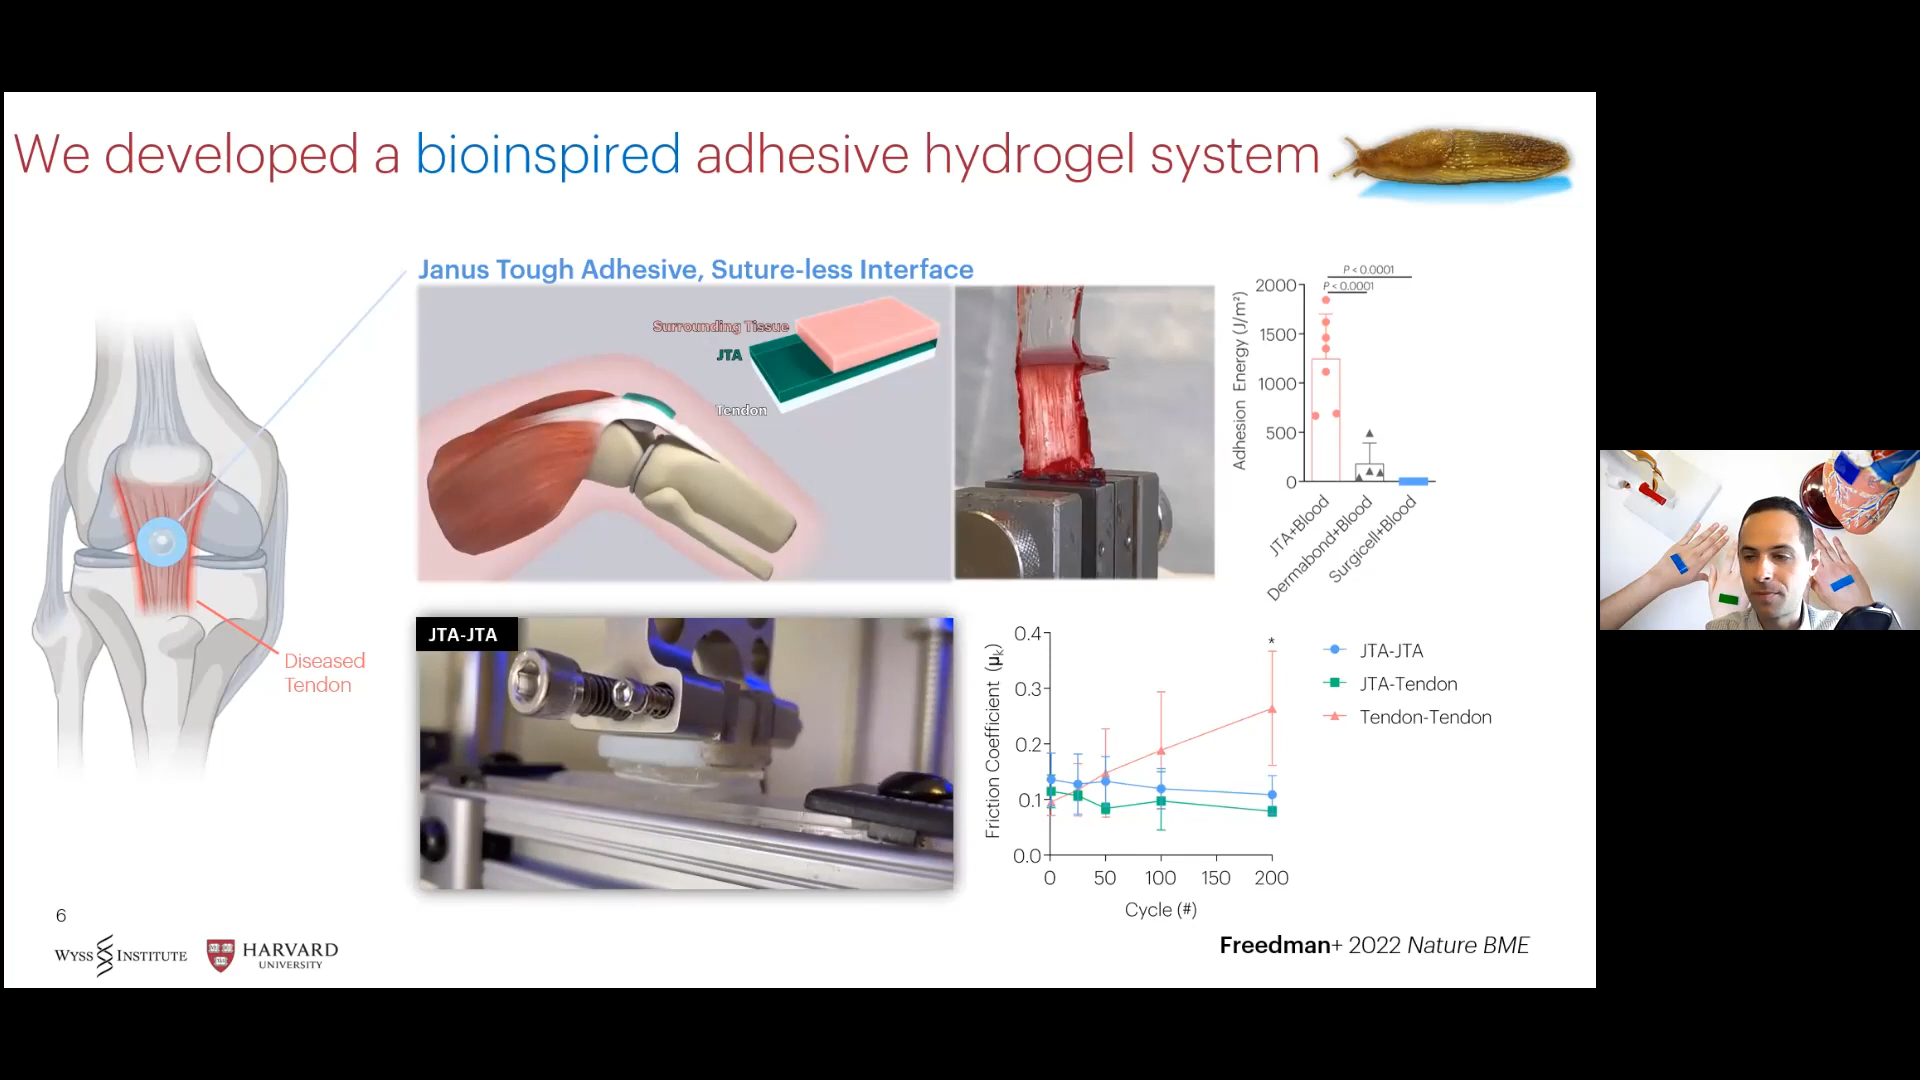 We developed a bioinspired adhesive hydrogel system
Janus Tough Adhesive, Suture-less Interface
Surrounding Tissue
JTA
Tendon
Diseased
Tendon
P < 0.0001
P < 0.0001
Adhesion Energy (J/m²)
2000
1500
1000
500
0
JTA+Blood
Dermabond+Blood
Surgicell+Blood
JTA-JTA
Friction Coefficient (μk)
0.4
0.3
0.2
0.1
0.0
*
0 50 100 150 200
Cycle (#)
JTA-JTA
JTA-Tendon
Tendon-Tendon
6
WYSS INSTITUTE
HARVARD
UNIVERSITY
Freedman+ 2022 Nature BME